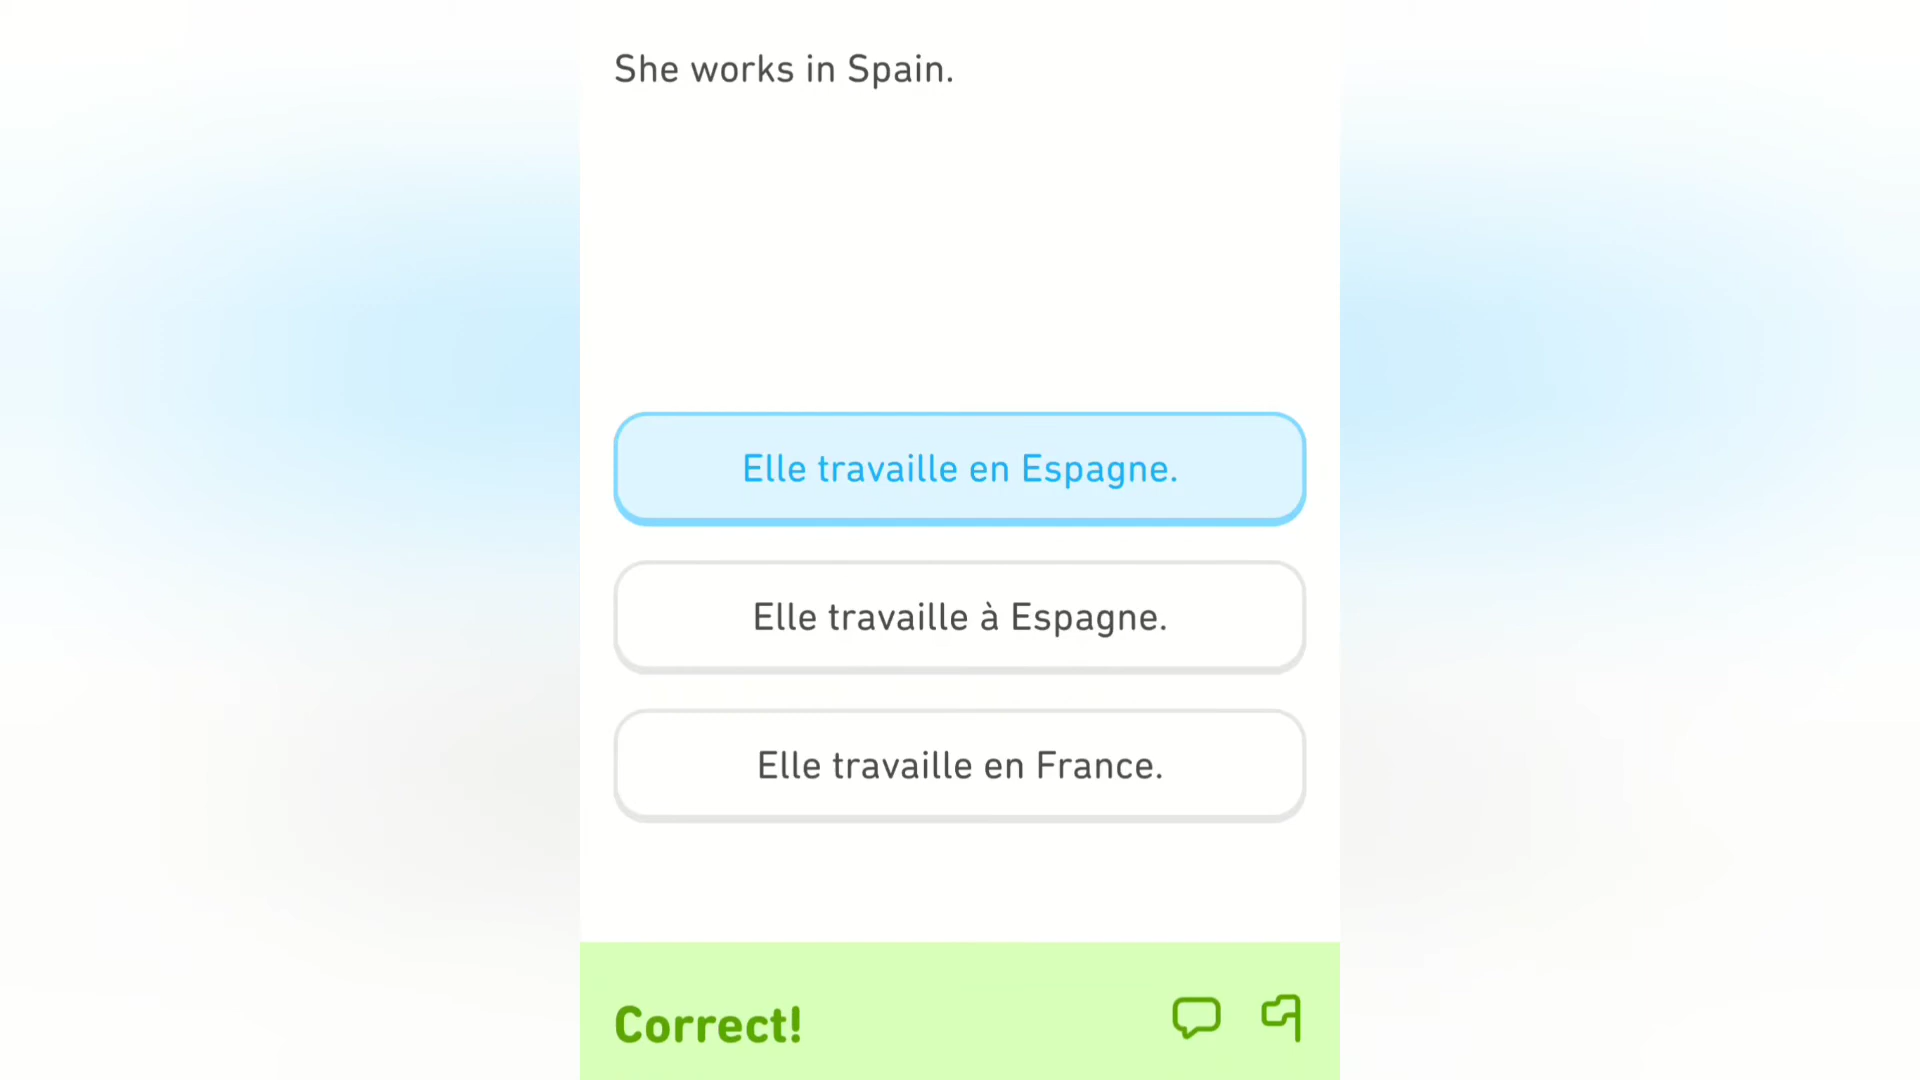 She works in Spain.
Elle travaille en Espagne.
Elle travaille à Espagne.
Elle travaille en France.
Correct!